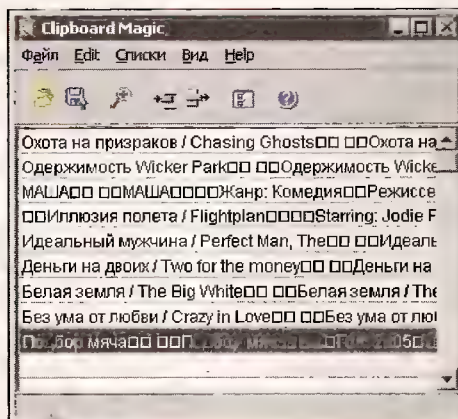 Clipboard Magic
Файл Edit Списки Вид Help
Охота на призраков / Chasing Ghosts□□ □□Охота на
Одержимость Wicker Park□□ □□Одержимость Wicke
МАША□□ □□МАША□□□□Жанр: Комедия□□Режиссе
□□Иллюзия полета / Flightplan□□□□Starring: Jodie F
Идеальный мужчина / Perfect Man, The□□ □□Идеаль
Деньги на двоих / Two for the money□□ □□Деньги на
Белая земля / The Big White□□ □□Белая земля / The
Без ума от любви / Crazy in Love□□ □□Без ума от люі
мяча□□ □□П